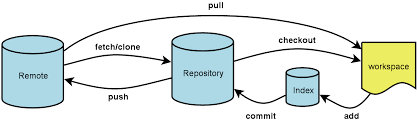 pull
fetch/clone
checkout
Remote
Repository
workspace
Index
push
commit
add